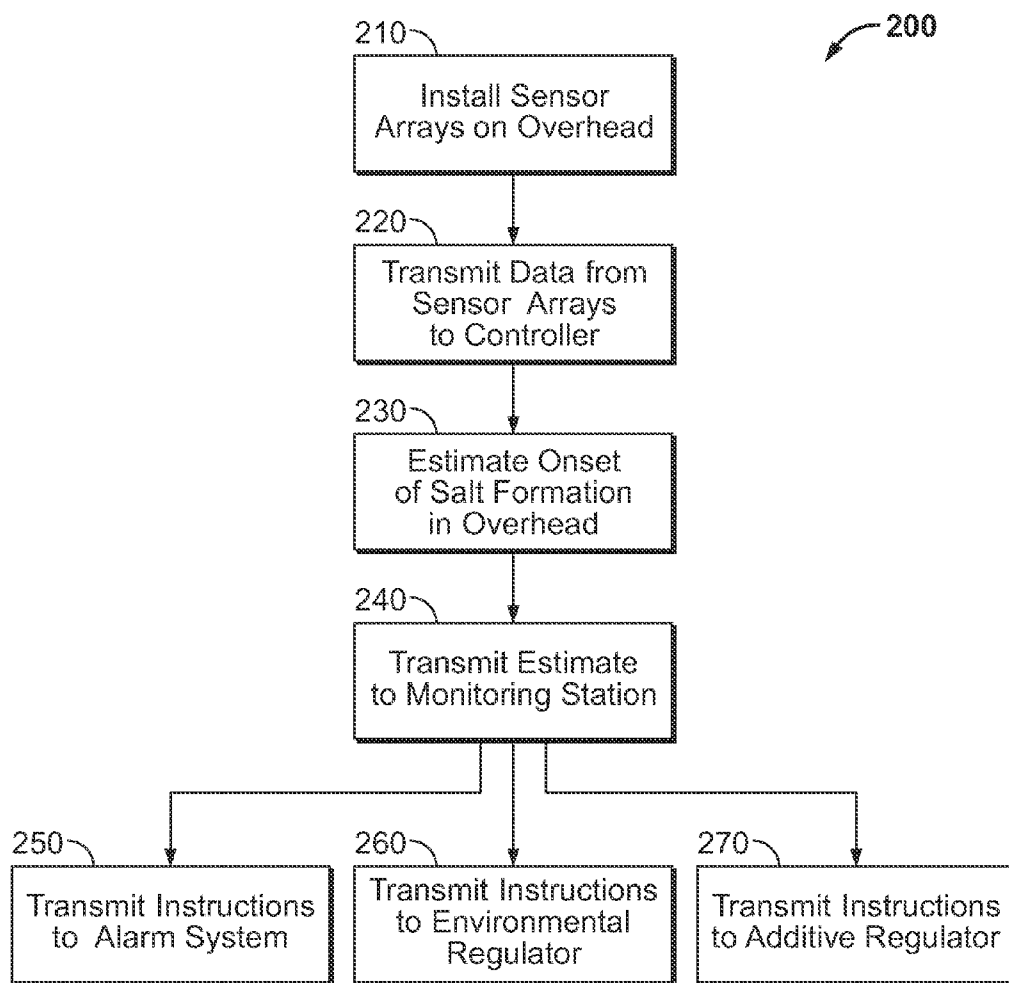 200
210
Install Sensor
Arrays on Overhead
220
Transmit Data from
Sensor Arrays
to Controller
230
Estimate Onset
of Salt Formation
in Overhead
240
Transmit Estimate
to Monitoring Station
250
Transmit Instructions
to Alarm System
260
Transmit Instructions
to Environmental
Regulator
270
Transmit Instructions
to Additive Regulator